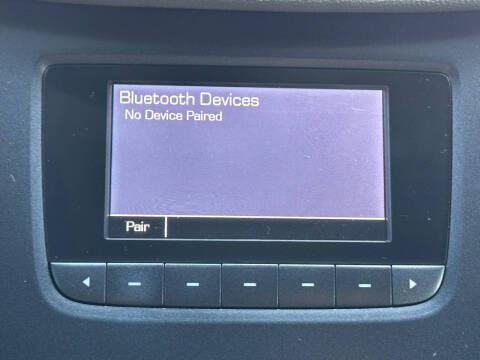 Bluetooth Devices
No Device Paired
Pair